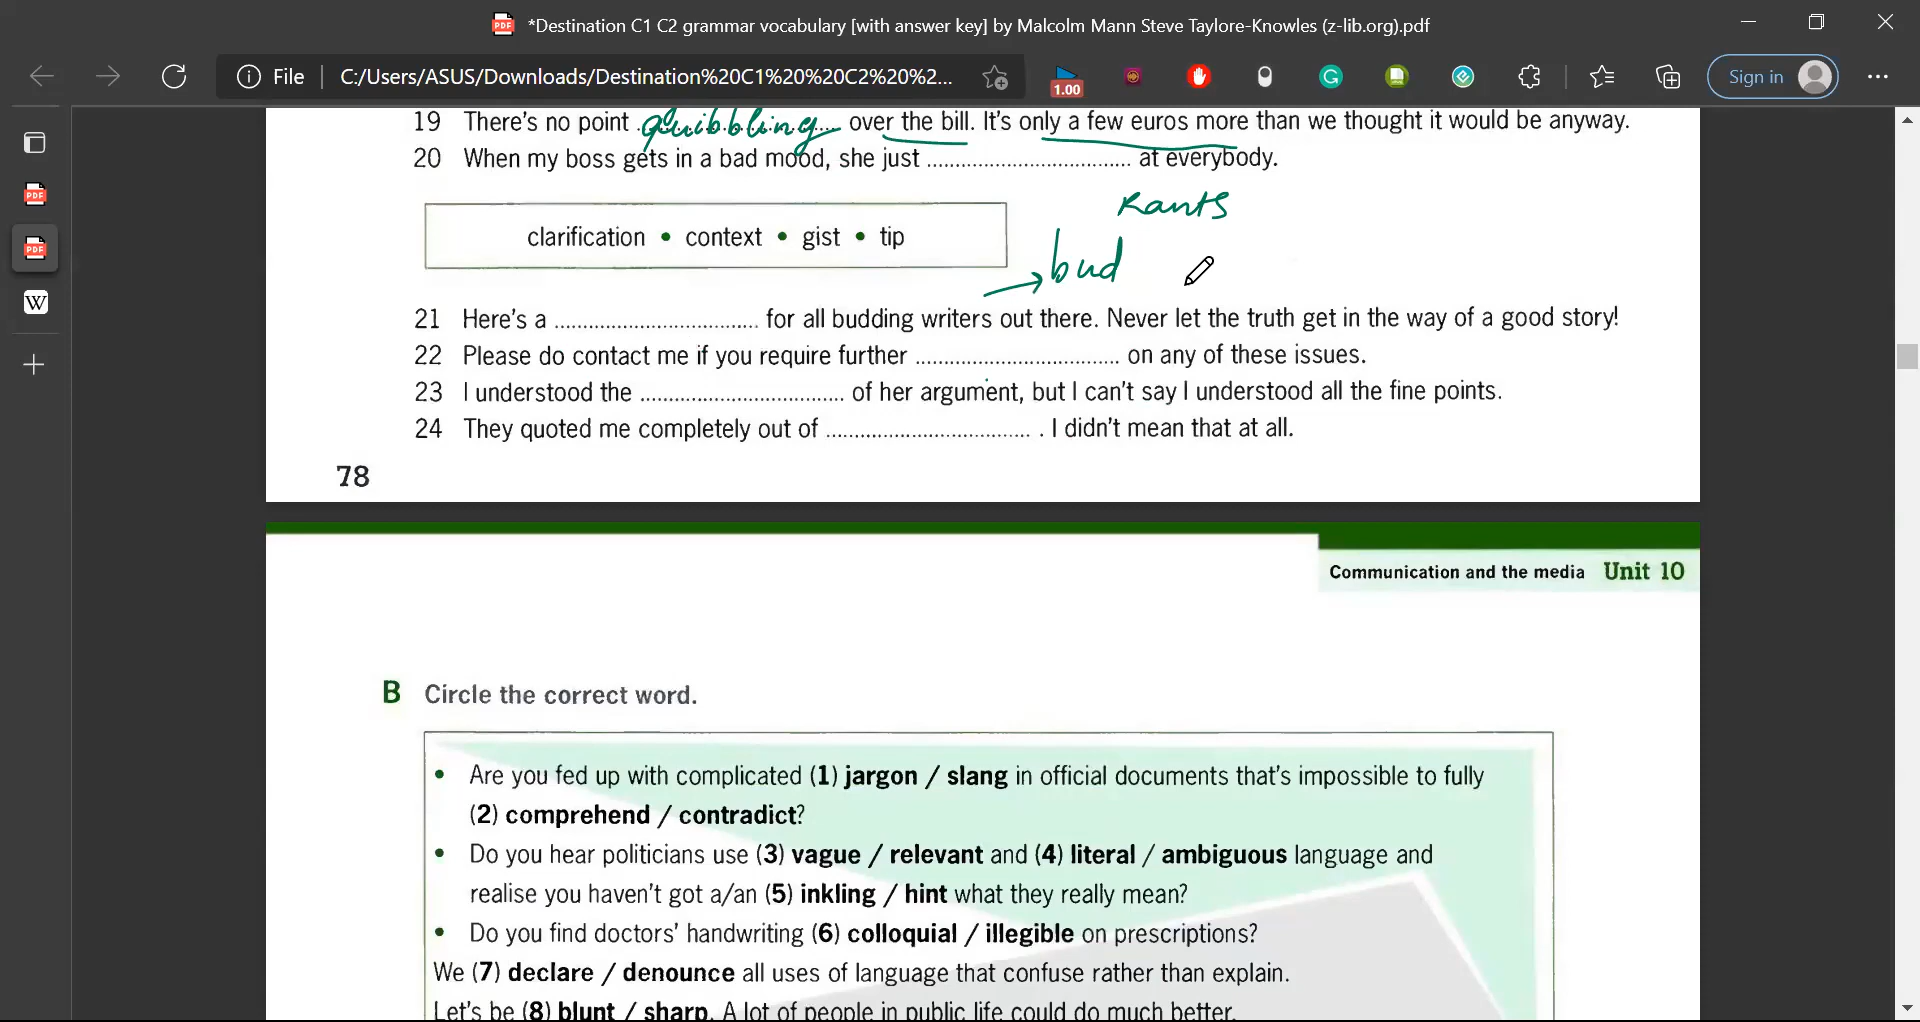 *Destination C1 C2 grammar vocabulary [with answer key] by Malcolm Mann Steve Taylore-Knowles (z-lib.org).pdf
File
C:/Users/ASUS/Downloads/Destination%20C1%20%20C2%20%2...
1.00
Sign in
19 There's no point quibbling over the bill. It's only a few euros more than we thought it would be anyway.
20 When my boss gets in a bad mood, she just ................................. at everybody.
Rants
clarification • context • gist • tip
bud
21 Here's a ................................. for all budding writers out there. Never let the truth get in the way of a good story!
22 Please do contact me if you require further ................................. on any of these issues.
23 I understood the ................................. of her argument, but I can't say I understood all the fine points.
24 They quoted me completely out of ................................. . I didn't mean that at all.
78
Communication and the media Unit 10
B Circle the correct word.
• Are you fed up with complicated (1) jargon / slang in official documents that's impossible to fully
(2) comprehend / contradict?
• Do you hear politicians use (3) vague / relevant and (4) literal / ambiguous language and
realise you haven't got a/an (5) inkling / hint what they really mean?
• Do you find doctors' handwriting (6) colloquial / illegible on prescriptions?
We (7) declare / denounce all uses of language that confuse rather than explain.
Let's be (8) blunt / sharp. A lot of people in public life could do much better.